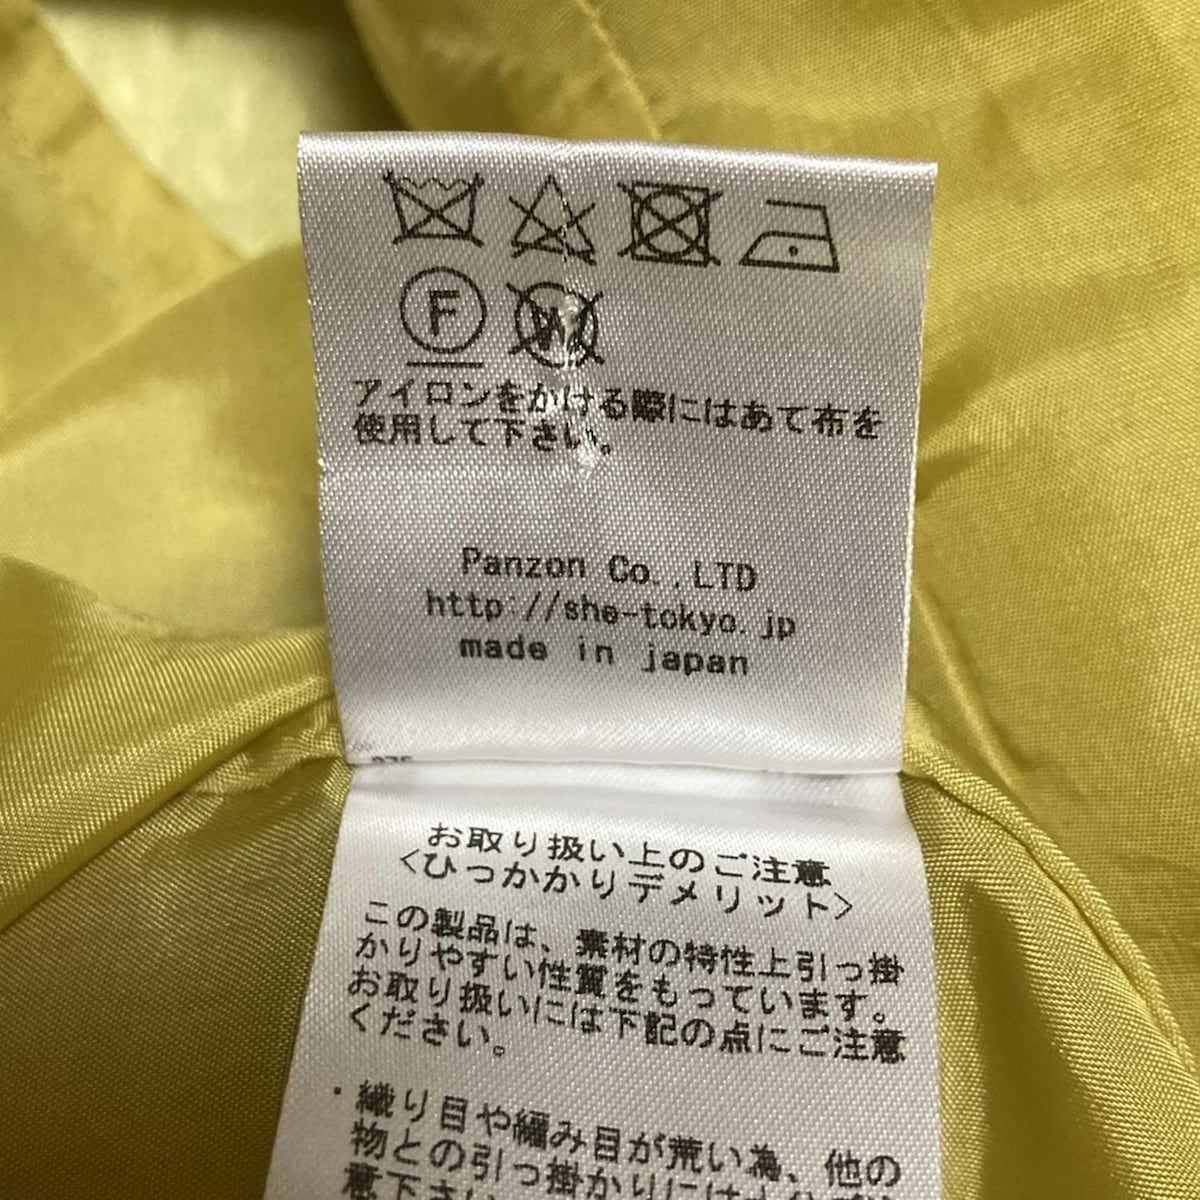 F
W
アイロンをかける際にはあて布を
使用して下さい。
Panzon Co.,LTD
http://she-tokyo.jp
made in japan
お取り扱い上のご注意
<ひっかかりデメリット>
この製品は、素材の特性上引っ掛
かりやすい性質をもっています。
お取り扱いには下記の点にご注意
ください。
・織り目や編み目が荒い為、他の
物との引っ掛かりには
意下さい